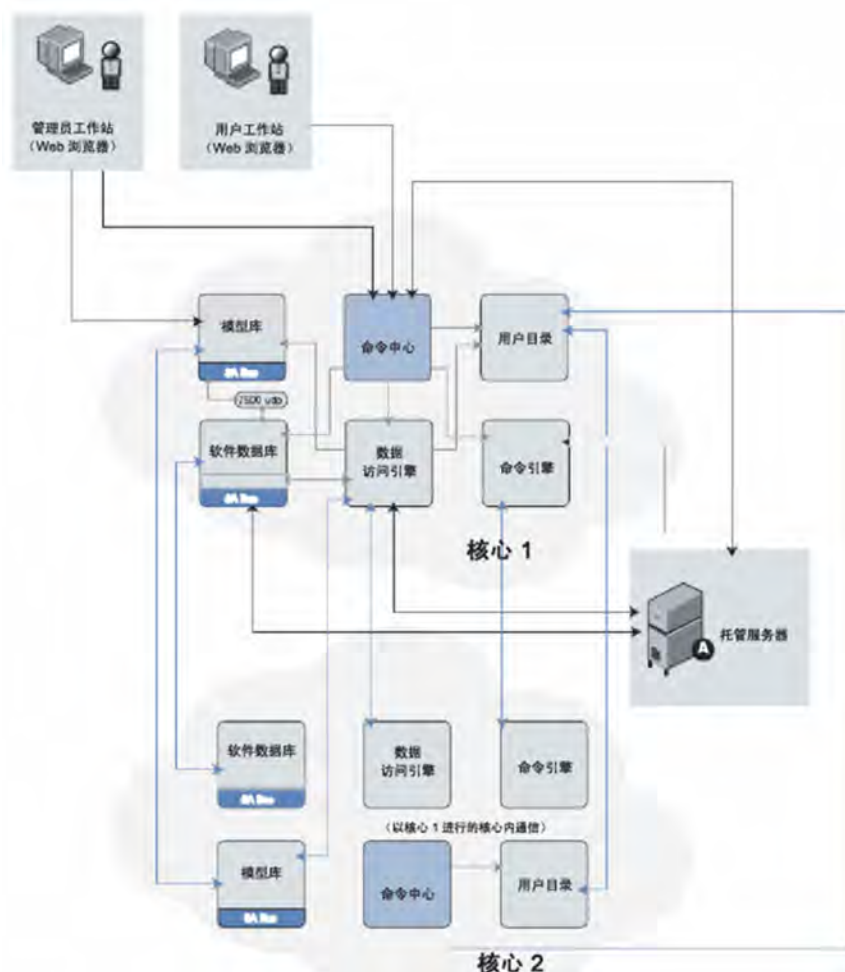 管理员工作站
（Web 浏览器）
用户工作站
（Web 浏览器）
模型库
命令中心
用户目录
软件数据库
数据
访问引擎
命令引擎
核心 1
A
托管服务器
软件数据库
数据
访问引擎
命令引擎
（以核心 1 进行的核心内通信）
模型库
命令中心
用户目录
核心 2